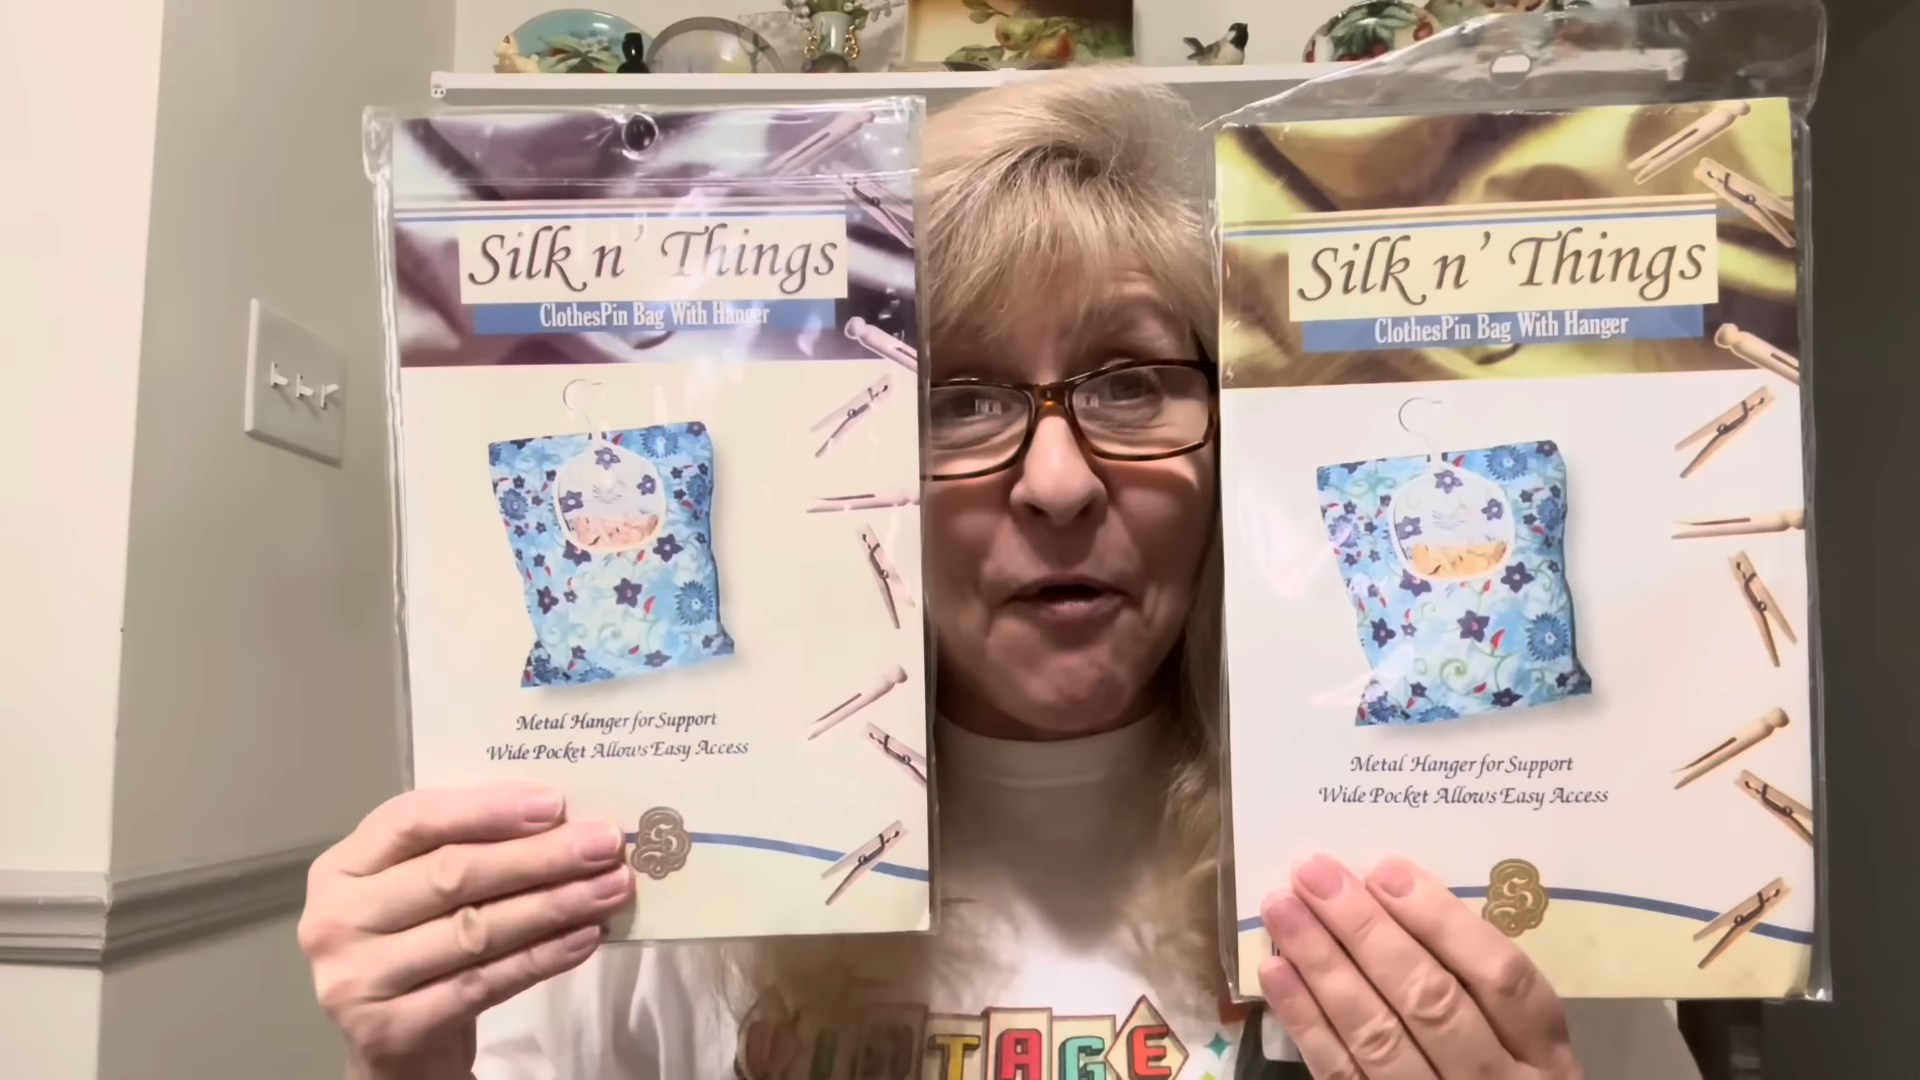 Silk n' Things
ClothesPin Bag With Hanger
Metal Hanger for Support
Wide Pocket Allows Easy Access
S
Silk n' Things
ClothesPin Bag With Hanger
Metal Hanger for Support
Wide Pocket Allows Easy Access
S
VINTAGE